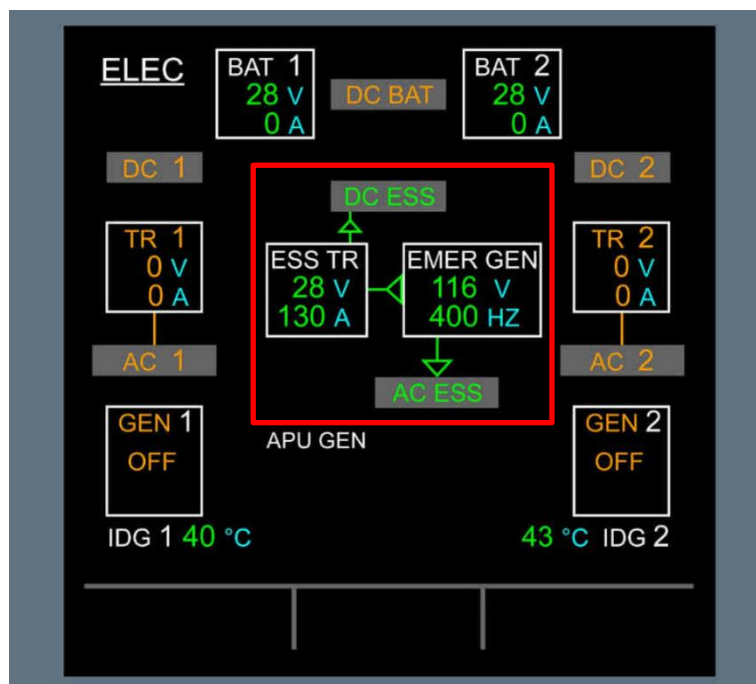 ELEC
BAT 1
28 V
0 A
DC BAT
BAT 2
28 V
0 A
DC 1
DC ESS
DC 2
TR 1
0 V
0 A
ESS TR
28 V
130 A
EMER GEN
116 V
400 HZ
TR 2
0 V
0 A
AC 1
AC ESS
AC 2
GEN 1
OFF
APU GEN
GEN 2
OFF
IDG 1 40 °C
43 °C IDG 2